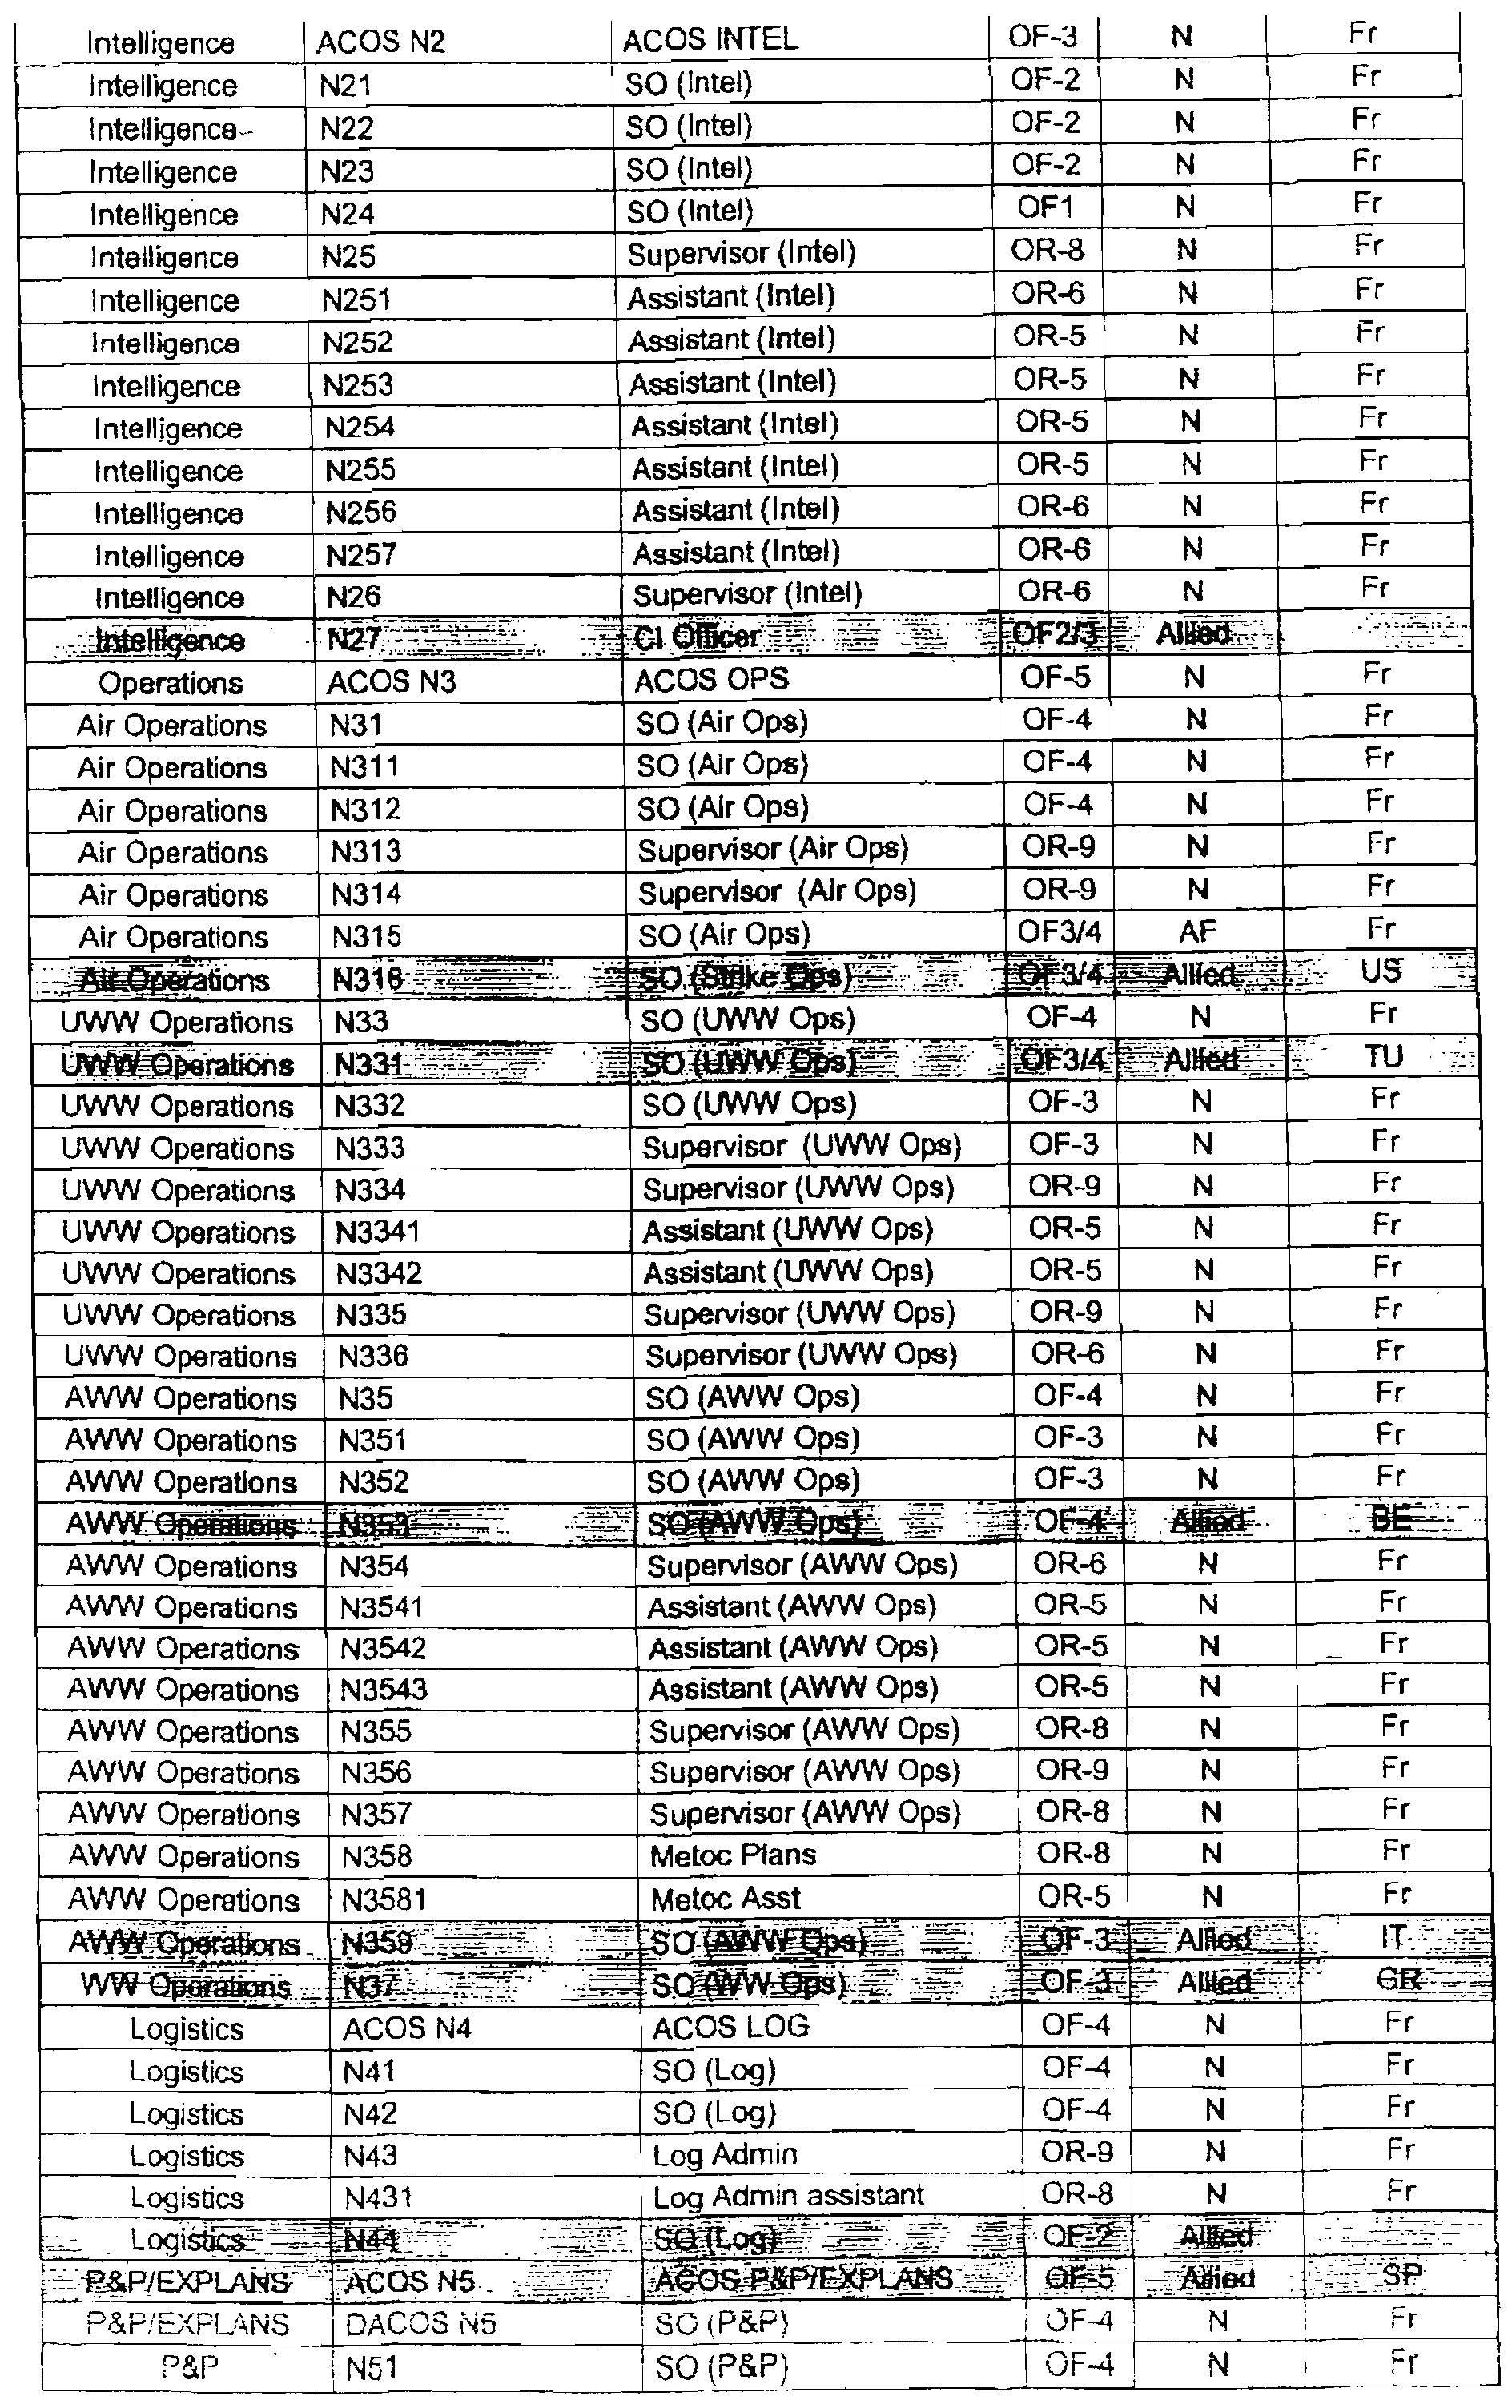 Intelligence ACOS N2 ACOS INTEL OF-3 N Fr
Intelligence N21 SO (Intel) OF-2 N Fr
Intelligence N22 SO (Intel) OF-2 N Fr
Intelligence N23 SO (Intel) OF-2 N Fr
Intelligence N24 SO (Intel) OF1 N Fr
Intelligence N25 Supervisor (Intel) OR-8 N Fr
Intelligence N251 Assistant (Intel) OR-6 N Fr
Intelligence N252 Assistant (Intel) OR-5 N Fr
Intelligence N253 Assistant (Intel) OR-5 N Fr
Intelligence N254 Assistant (Intel) OR-5 N Fr
Intelligence N255 Assistant (Intel) OR-5 N Fr
Intelligence N256 Assistant (Intel) OR-6 N Fr
Intelligence N257 Assistant (Intel) OR-6 N Fr
Intelligence N26 Supervisor (Intel) OR-6 N Fr
Intelligence N27 CI Officer OF2/3 Allied
Operations ACOS N3 ACOS OPS OF-5 N Fr
Air Operations N31 SO (Air Ops) OF-4 N Fr
Air Operations N311 SO (Air Ops) OF-4 N Fr
Air Operations N312 SO (Air Ops) OF-4 N Fr
Air Operations N313 Supervisor (Air Ops) OR-9 N Fr
Air Operations N314 Supervisor (Air Ops) OR-9 N Fr
Air Operations N315 SO (Air Ops) OF3/4 AF Fr
Air Operations N316 SO (Strike Ops) OF3/4 Allied US
UWW Operations N33 SO (UWW Ops) OF-4 N Fr
UWW Operations N331 SO (UWW Ops) OF3/4 Allied TU
UWW Operations N332 SO (UWW Ops) OF-3 N Fr
UWW Operations N333 Supervisor (UWW Ops) OF-3 N Fr
UWW Operations N334 Supervisor (UWW Ops) OR-9 N Fr
UWW Operations N3341 Assistant (UWW Ops) OR-5 N Fr
UWW Operations N3342 Assistant (UWW Ops) OR-5 N Fr
UWW Operations N335 Supervisor (UWW Ops) OR-9 N Fr
UWW Operations N336 Supervisor (UWW Ops) OR-6 N Fr
AWW Operations N35 SO (AWW Ops) OF-4 N Fr
AWW Operations N351 SO (AWW Ops) OF-3 N Fr
AWW Operations N352 SO (AWW Ops) OF-3 N Fr
AWW Operations N353 SO (AWW Ops) OF-4 Allied BE
AWW Operations N354 Supervisor (AWW Ops) OR-6 N Fr
AWW Operations N3541 Assistant (AWW Ops) OR-5 N Fr
AWW Operations N3542 Assistant (AWW Ops) OR-5 N Fr
AWW Operations N3543 Assistant (AWW Ops) OR-5 N Fr
AWW Operations N355 Supervisor (AWW Ops) OR-8 N Fr
AWW Operations N356 Supervisor (AWW Ops) OR-9 N Fr
AWW Operations N357 Supervisor (AWW Ops) OR-8 N Fr
AWW Operations N358 Metoc Plans OR-8 N Fr
AWW Operations N3581 Metoc Asst OR-5 N Fr
AWW Operations N359 SO (AWW Ops) OF-3 Allied IT
WW Operations N37 SO (WW Ops) OF-3 Allied GR
Logistics ACOS N4 ACOS LOG OF-4 N Fr
Logistics N41 SO (Log) OF-4 N Fr
Logistics N42 SO (Log) OF-4 N Fr
Logistics N43 Log Admin OR-9 N Fr
Logistics N431 Log Admin assistant OR-8 N Fr
Logistics N44 SO (Log) OF-2 Allied
P&P/EXPLANS ACOS N5 ACOS P&P/EXPLANS OF-5 Allied SP
P&P/EXPLANS DACOS N5 SO (P&P) OF-4 N Fr
P&P N51 SO (P&P) OF-4 N Fr